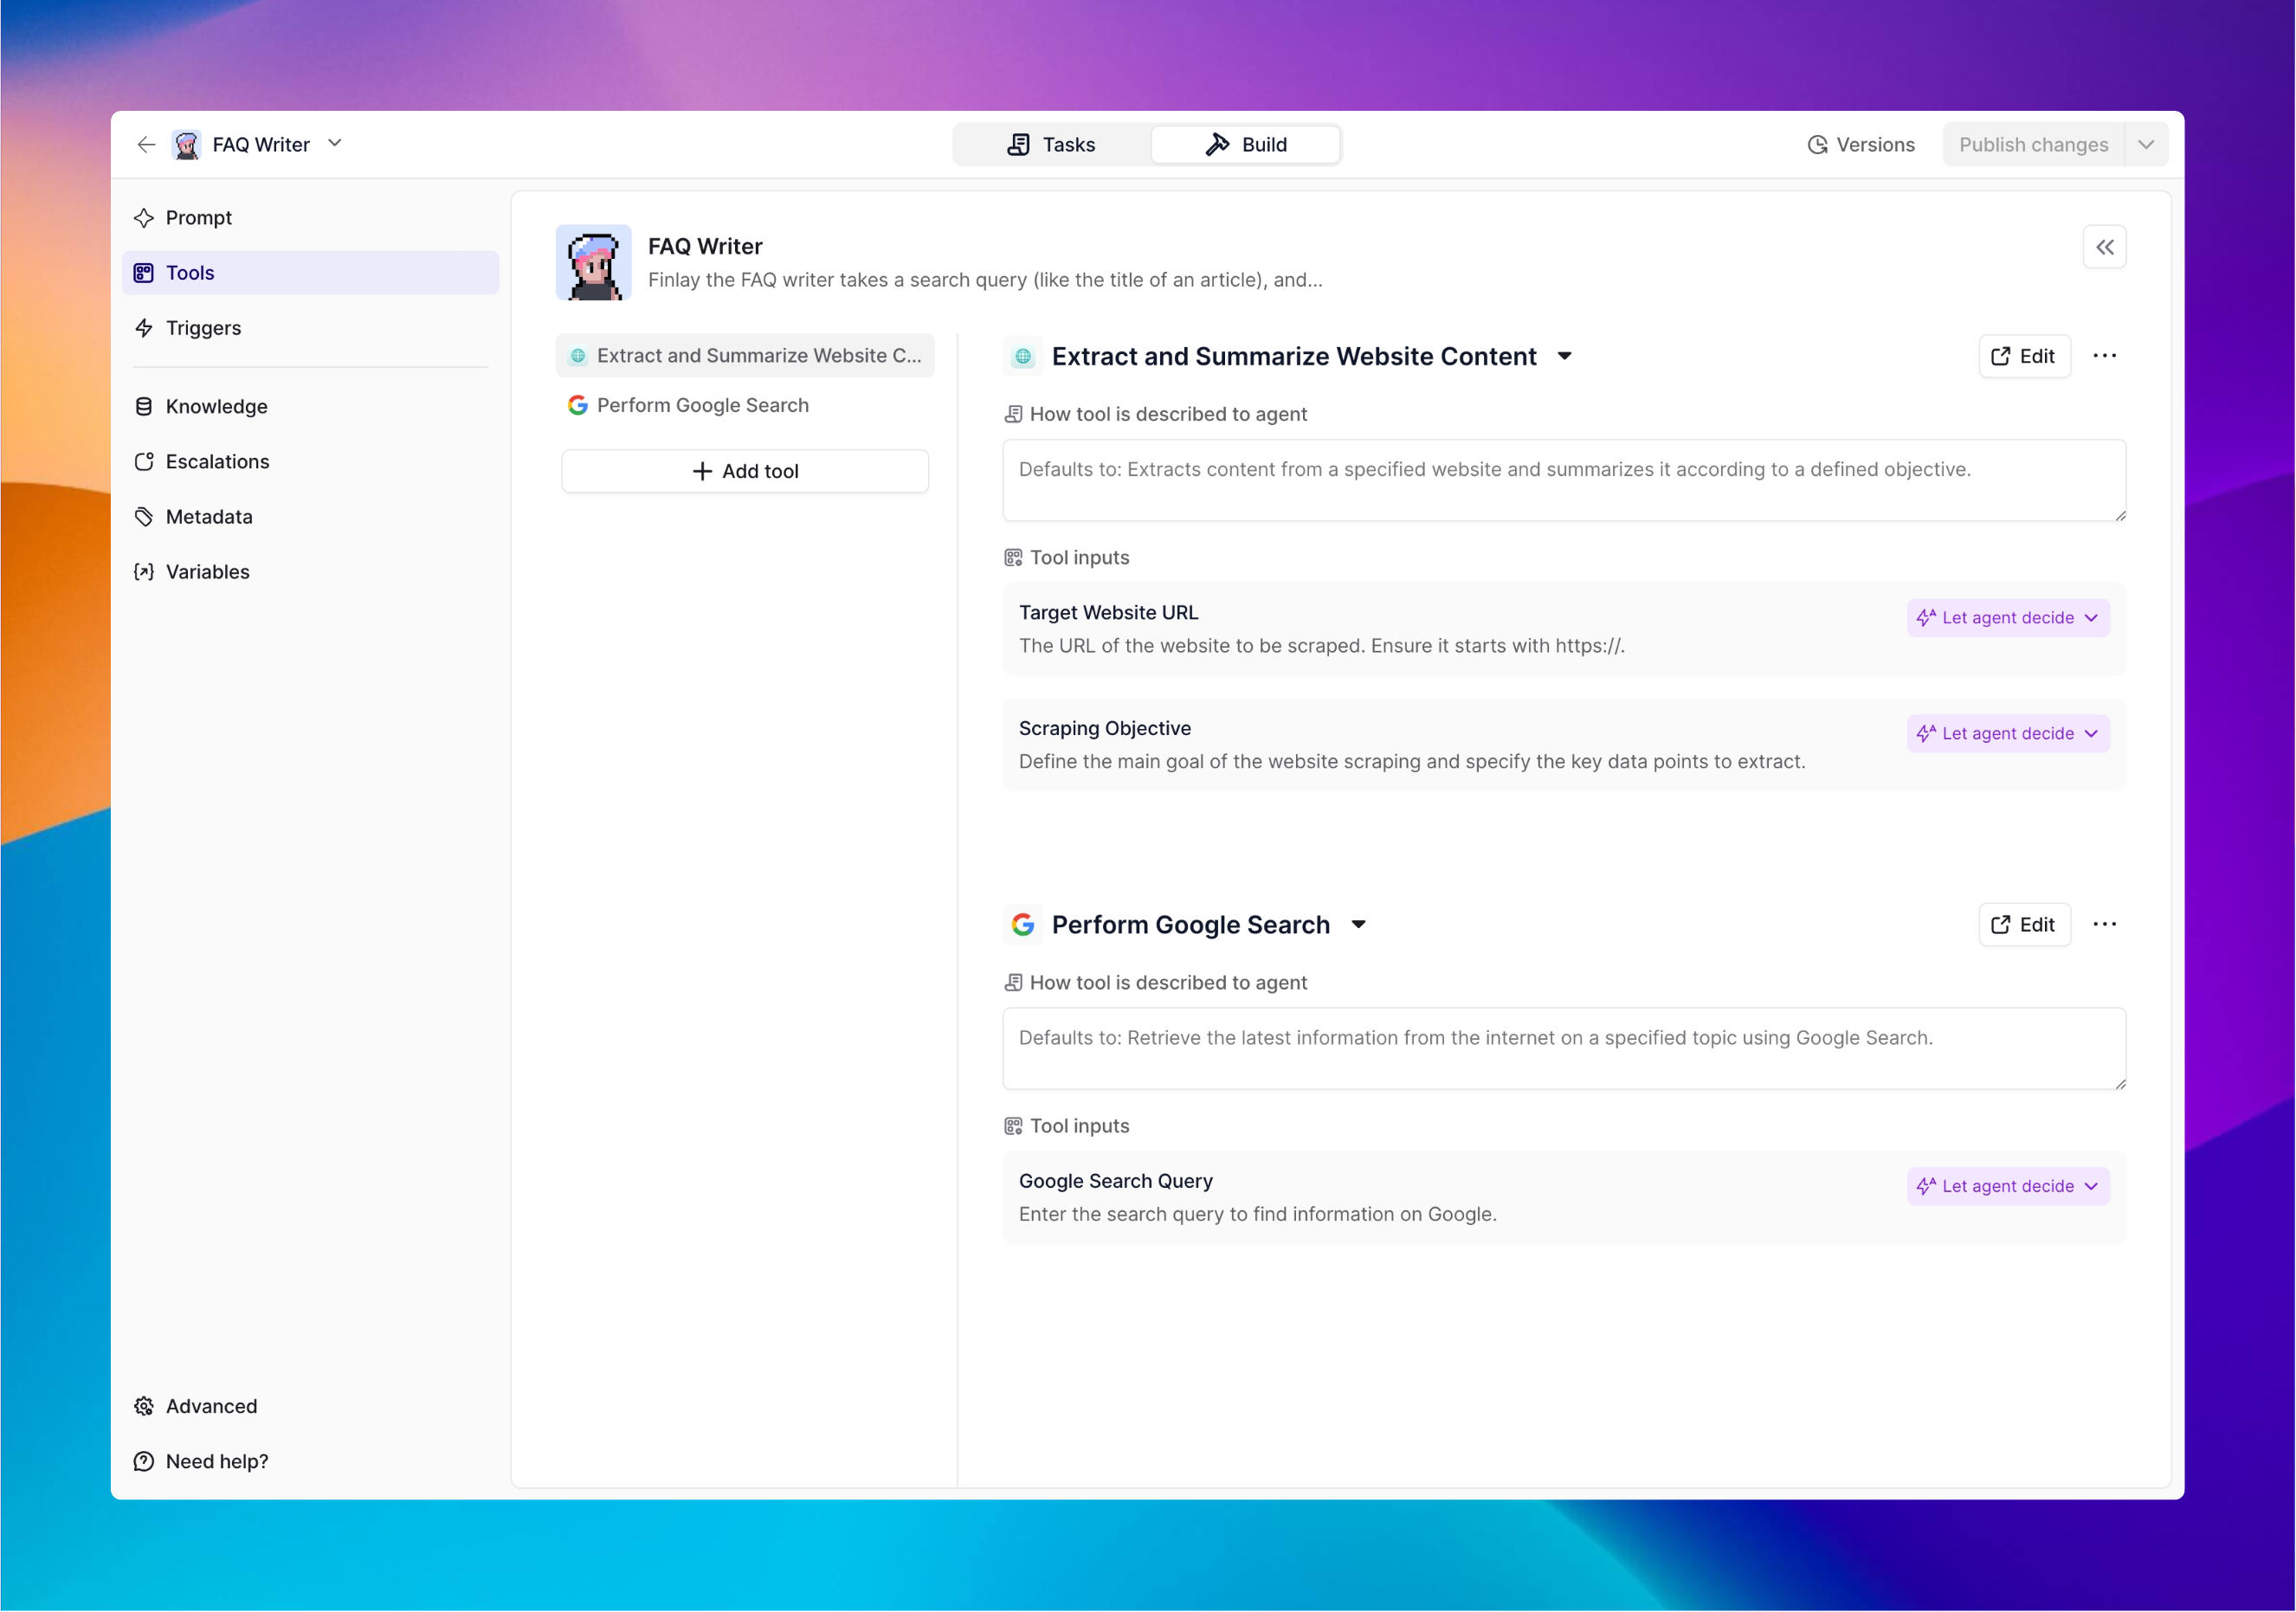 FAQ Writer
Tasks
Build
Versions
Publish changes
Prompt
Tools
Triggers
Knowledge
Escalations
Metadata
Variables
Advanced
Need help?
FAQ Writer
Finlay the FAQ writer takes a search query (like the title of an article), and...
Extract and Summarize Website C...
Perform Google Search
Add tool
Extract and Summarize Website Content
Edit
How tool is described to agent
Defaults to: Extracts content from a specified website and summarizes it according to a defined objective.
Tool inputs
Target Website URL
Let agent decide
The URL of the website to be scraped. Ensure it starts with https://.
Scraping Objective
Let agent decide
Define the main goal of the website scraping and specify the key data points to extract.
Perform Google Search
Edit
How tool is described to agent
Defaults to: Retrieve the latest information from the internet on a specified topic using Google Search.
Tool inputs
Google Search Query
Let agent decide
Enter the search query to find information on Google.